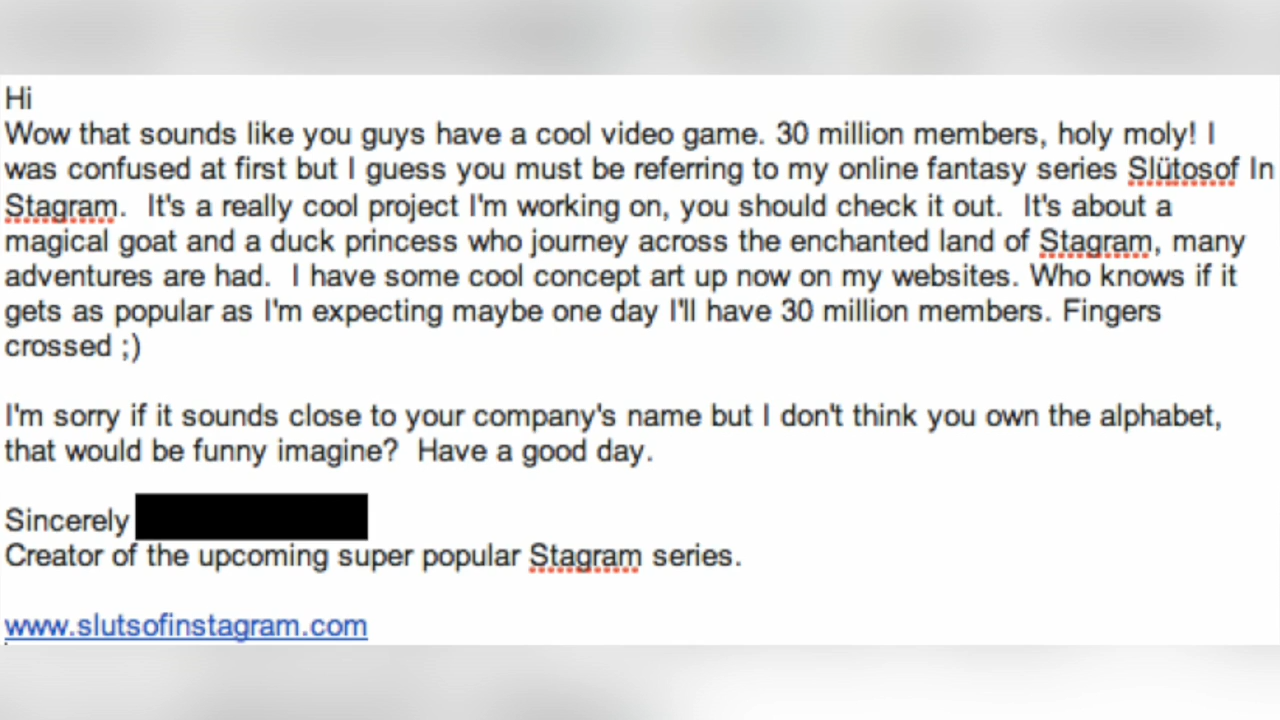 Hi
Wow that sounds like you guys have a cool video game. 30 million members, holy moly! I
was confused at first but I guess you must be referring to my online fantasy series Slütosof In
Stagram.  It's a really cool project I'm working on, you should check it out.  It's about a
magical goat and a duck princess who journey across the enchanted land of Stagram, many
adventures are had.  I have some cool concept art up now on my websites. Who knows if it
gets as popular as I'm expecting maybe one day I'll have 30 million members. Fingers
crossed ;)
I'm sorry if it sounds close to your company's name but I don't think you own the alphabet,
that would be funny imagine?  Have a good day.
Sincerely
Creator of the upcoming super popular Stagram series.
www.slutsofinstagram.com